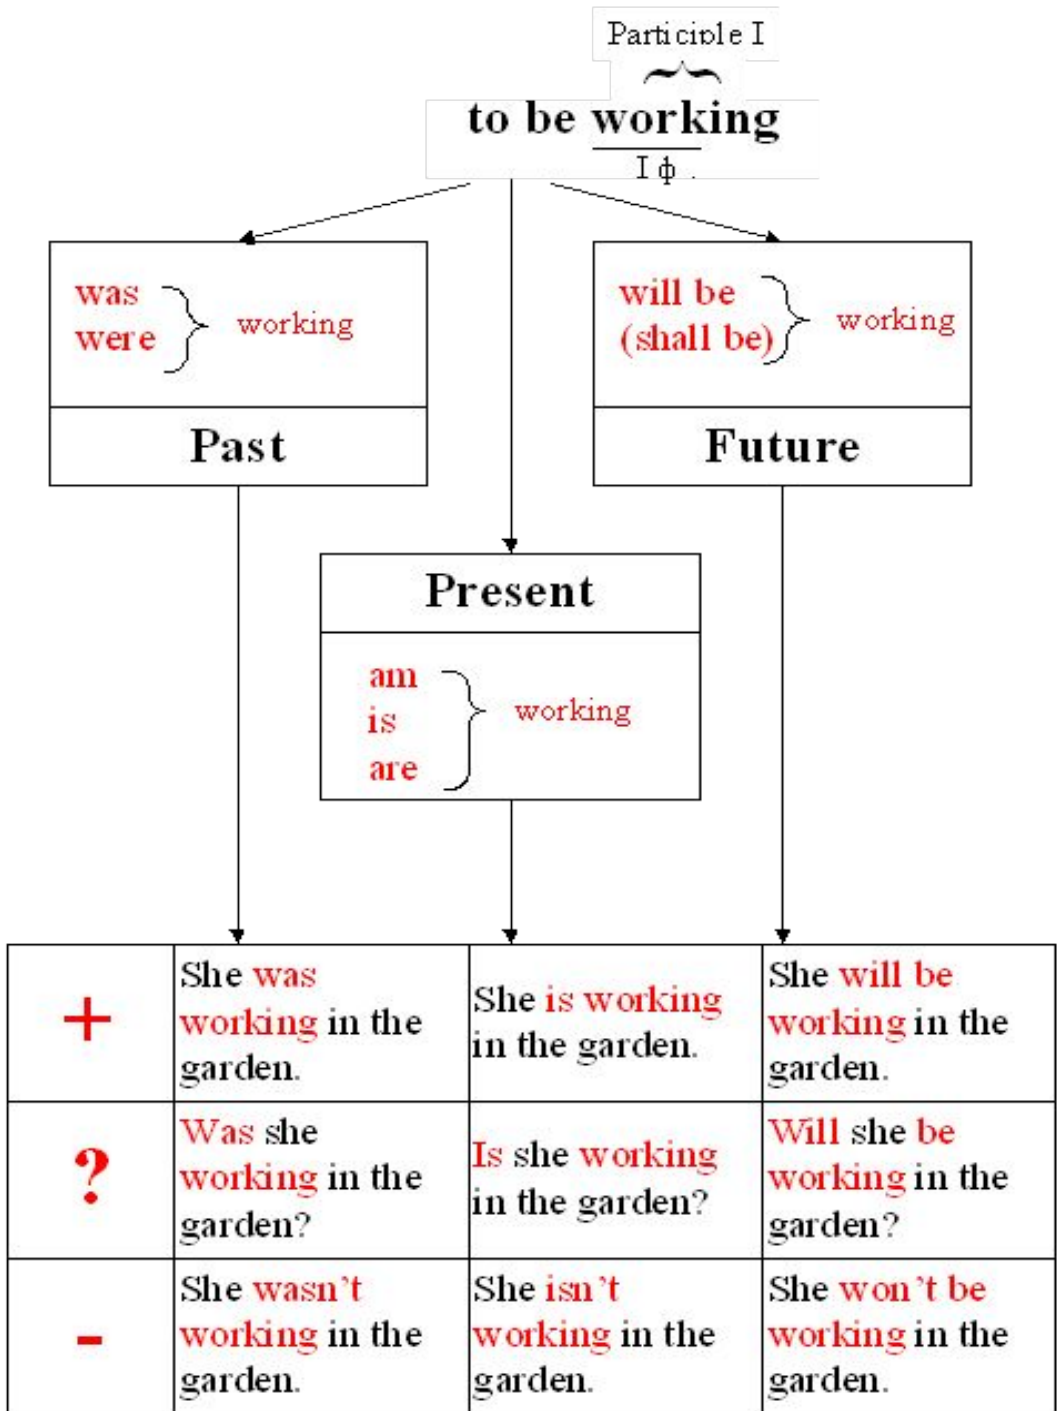 Participle I
to be working
I ф.
was
were
working
Past
will be
(shall be)
working
Future
Present
am
is
are
working
+
She was
working in the
garden.
She is working
in the garden.
She will be
working in the
garden.
?
Was she
working in the
garden?
Is she working
in the garden?
Will she be
working in the
garden?
-
She wasn't
working in the
garden.
She isn't
working in the
garden.
She won't be
working in the
garden.